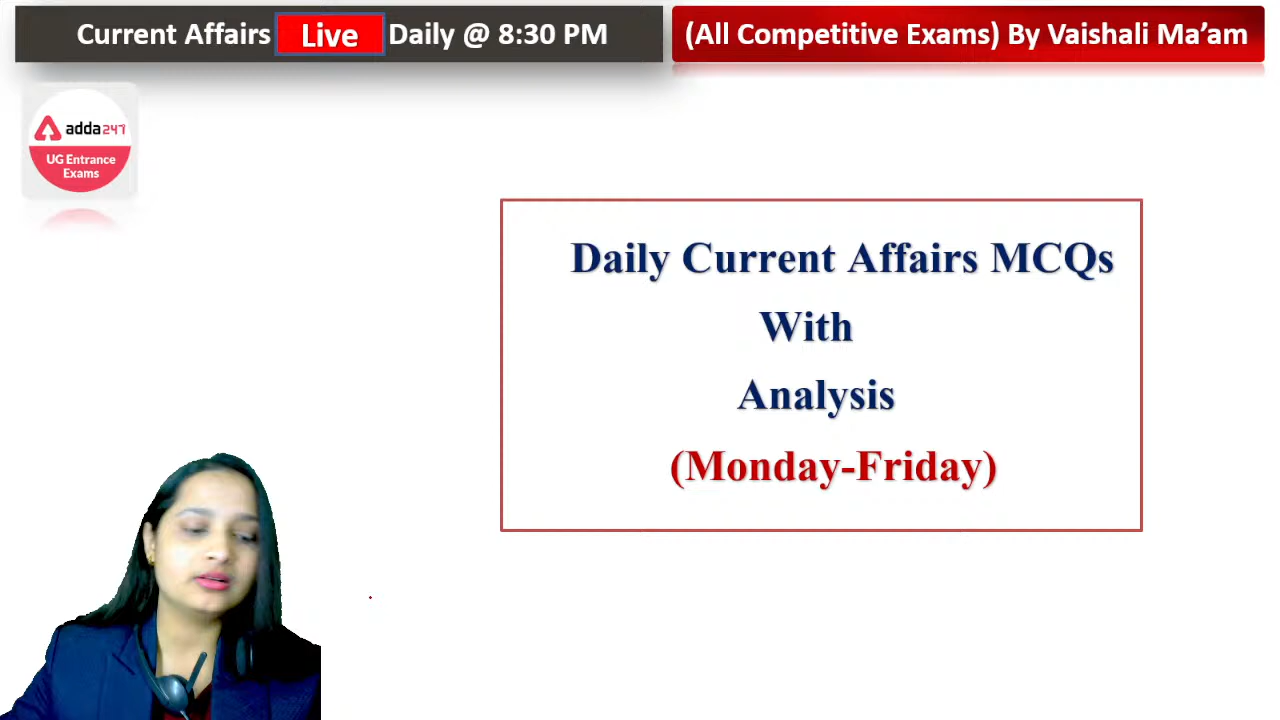 Current Affairs Live Daily @ 8:30 PM
(All Competitive Exams) By Vaishali Ma’am
adda247
UG Entrance
Exams
Daily Current Affairs MCQs
With
Analysis
(Monday-Friday)